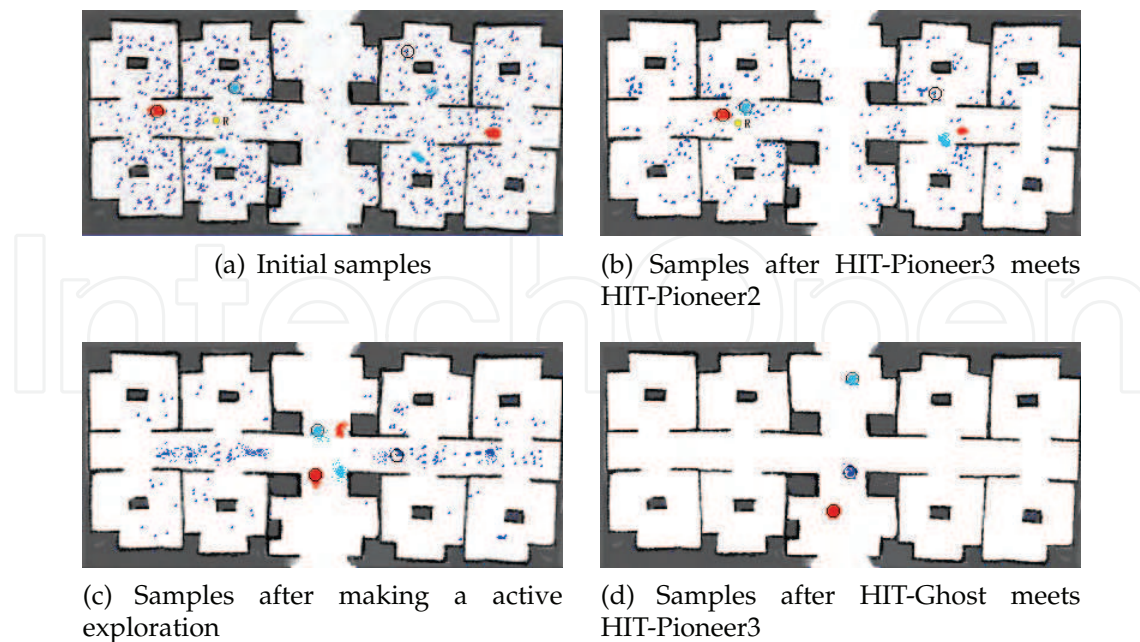 R
R
(a) Initial samples
(b) Samples after HIT-Pioneer3 meets
HIT-Pioneer2
IntechOpen
(c) Samples after making a active
exploration
(d) Samples after HIT-Ghost meets
HIT-Pioneer3